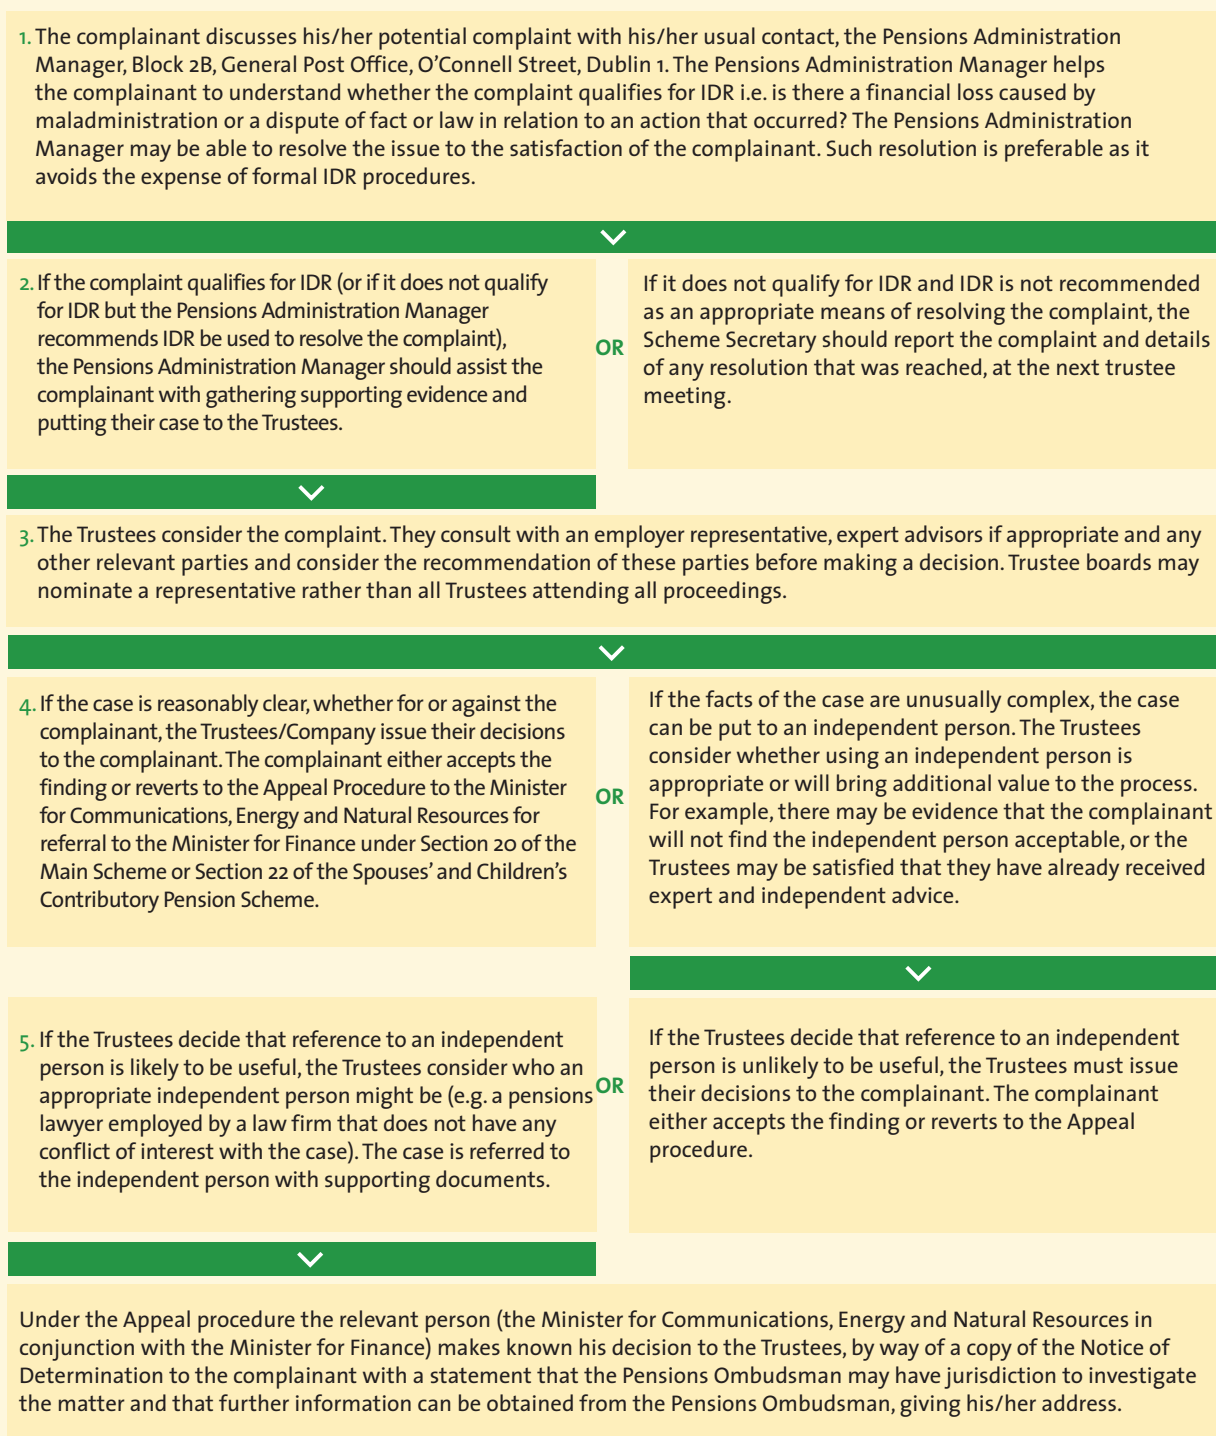 1. The complainant discusses his/her potential complaint with his/her usual contact, the Pensions Administration
Manager, Block 2B, General Post Office, O’Connell Street, Dublin 1. The Pensions Administration Manager helps
the complainant to understand whether the complaint qualifies for IDR i.e. is there a financial loss caused by
maladministration or a dispute of fact or law in relation to an action that occurred? The Pensions Administration
Manager may be able to resolve the issue to the satisfaction of the complainant. Such resolution is preferable as it
avoids the expense of formal IDR procedures.
2. If the complaint qualifies for IDR (or if it does not qualify
for IDR but the Pensions Administration Manager
recommends IDR be used to resolve the complaint),
the Pensions Administration Manager should assist the
complainant with gathering supporting evidence and
putting their case to the Trustees.
OR
If it does not qualify for IDR and IDR is not recommended
as an appropriate means of resolving the complaint, the
Scheme Secretary should report the complaint and details
of any resolution that was reached, at the next trustee
meeting.
3. The Trustees consider the complaint. They consult with an employer representative, expert advisors if appropriate and any
other relevant parties and consider the recommendation of these parties before making a decision. Trustee boards may
nominate a representative rather than all Trustees attending all proceedings.
4. If the case is reasonably clear, whether for or against the
complainant, the Trustees/Company issue their decisions
to the complainant. The complainant either accepts the
finding or reverts to the Appeal Procedure to the Minister
for Communications, Energy and Natural Resources for
referral to the Minister for Finance under Section 20 of the
Main Scheme or Section 22 of the Spouses’ and Children’s
Contributory Pension Scheme.
OR
If the facts of the case are unusually complex, the case
can be put to an independent person. The Trustees
consider whether using an independent person is
appropriate or will bring additional value to the process.
For example, there may be evidence that the complainant
will not find the independent person acceptable, or the
Trustees may be satisfied that they have already received
expert and independent advice.
5. If the Trustees decide that reference to an independent
person is likely to be useful, the Trustees consider who an
appropriate independent person might be (e.g. a pensions
lawyer employed by a law firm that does not have any
conflict of interest with the case). The case is referred to
the independent person with supporting documents.
OR
If the Trustees decide that reference to an independent
person is unlikely to be useful, the Trustees must issue
their decisions to the complainant. The complainant
either accepts the finding or reverts to the Appeal
procedure.
Under the Appeal procedure the relevant person (the Minister for Communications, Energy and Natural Resources in
conjunction with the Minister for Finance) makes known his decision to the Trustees, by way of a copy of the Notice of
Determination to the complainant with a statement that the Pensions Ombudsman may have jurisdiction to investigate
the matter and that further information can be obtained from the Pensions Ombudsman, giving his/her address.